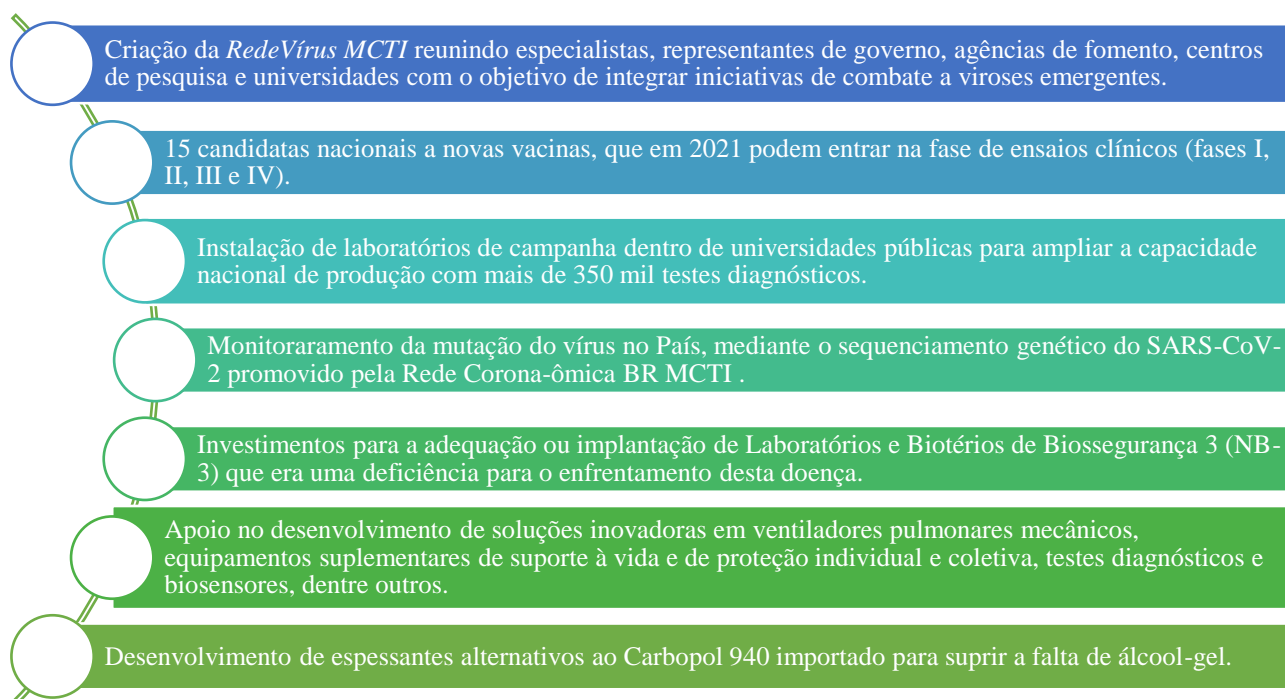 Criação da RedeVírus MCTI reunindo especialistas, representantes de governo, agências de fomento, centros
de pesquisa e universidades com o objetivo de integrar iniciativas de combate a viroses emergentes.
15 candidatas nacionais a novas vacinas, que em 2021 podem entrar na fase de ensaios clínicos (fases I,
II, III e IV).
Instalação de laboratórios de campanha dentro de universidades públicas para ampliar a capacidade
nacional de produção com mais de 350 mil testes diagnósticos.
Monitoraramento da mutação do vírus no País, mediante o sequenciamento genético do SARS-CoV-
2 promovido pela Rede Corona-ômica BR MCTI .
Investimentos para a adequação ou implantação de Laboratórios e Biotérios de Biossegurança 3 (NB-
3) que era uma deficiência para o enfrentamento desta doença.
Apoio no desenvolvimento de soluções inovadoras em ventiladores pulmonares mecânicos,
equipamentos suplementares de suporte à vida e de proteção individual e coletiva, testes diagnósticos e
biosensores, dentre outros.
Desenvolvimento de espessantes alternativos ao Carbopol 940 importado para suprir a falta de álcool-gel.